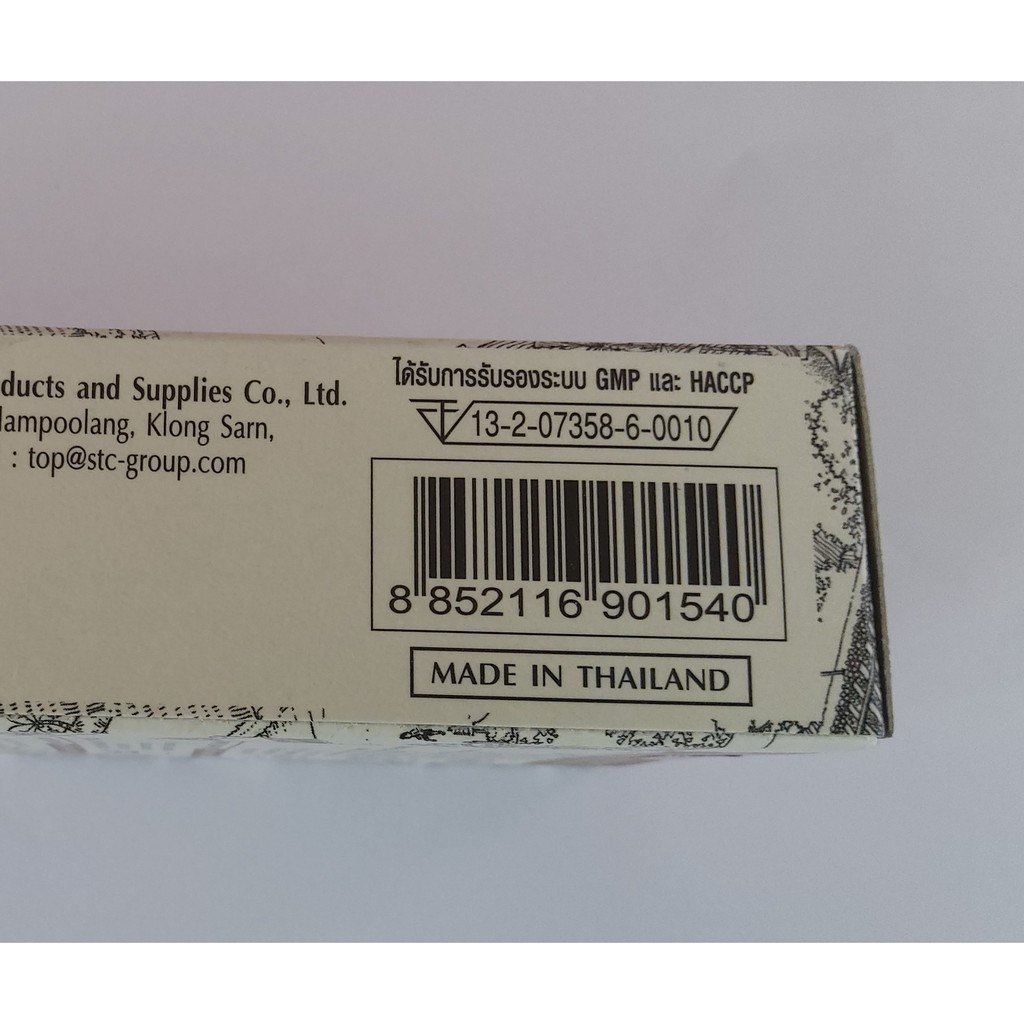 and Supplies Co., Ltd.
Klong Sarn,
: top@stc-group.com
ได้รับการรับรองระบบ GMP และ HACCP
13-2-07358-6-0010
8 852116 901540
MADE IN THAILAND